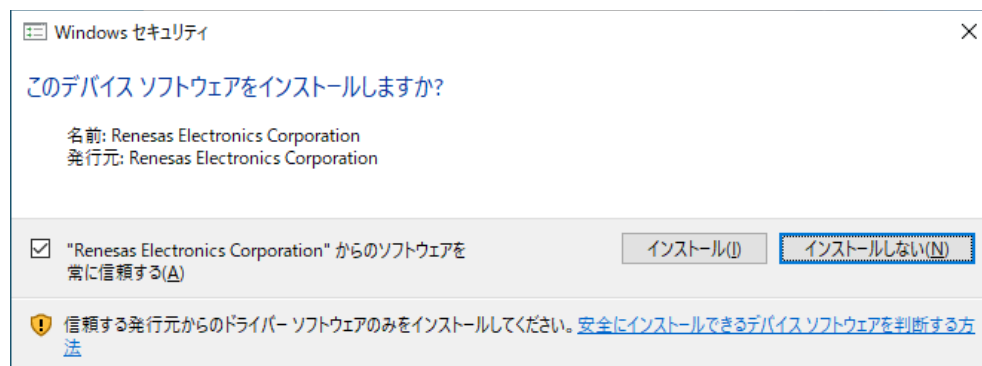 Windows セキュリティ
このデバイス ソフトウェアをインストールしますか?
名前: Renesas Electronics Corporation
発行元: Renesas Electronics Corporation
"Renesas Electronics Corporation" からのソフトウェアを
常に信頼する(A)
インストール(I)
インストールしない(N)
信頼する発行元からのドライバー ソフトウェアのみをインストールしてください。安全にインストールできるデバイス ソフトウェアを判断する方
法